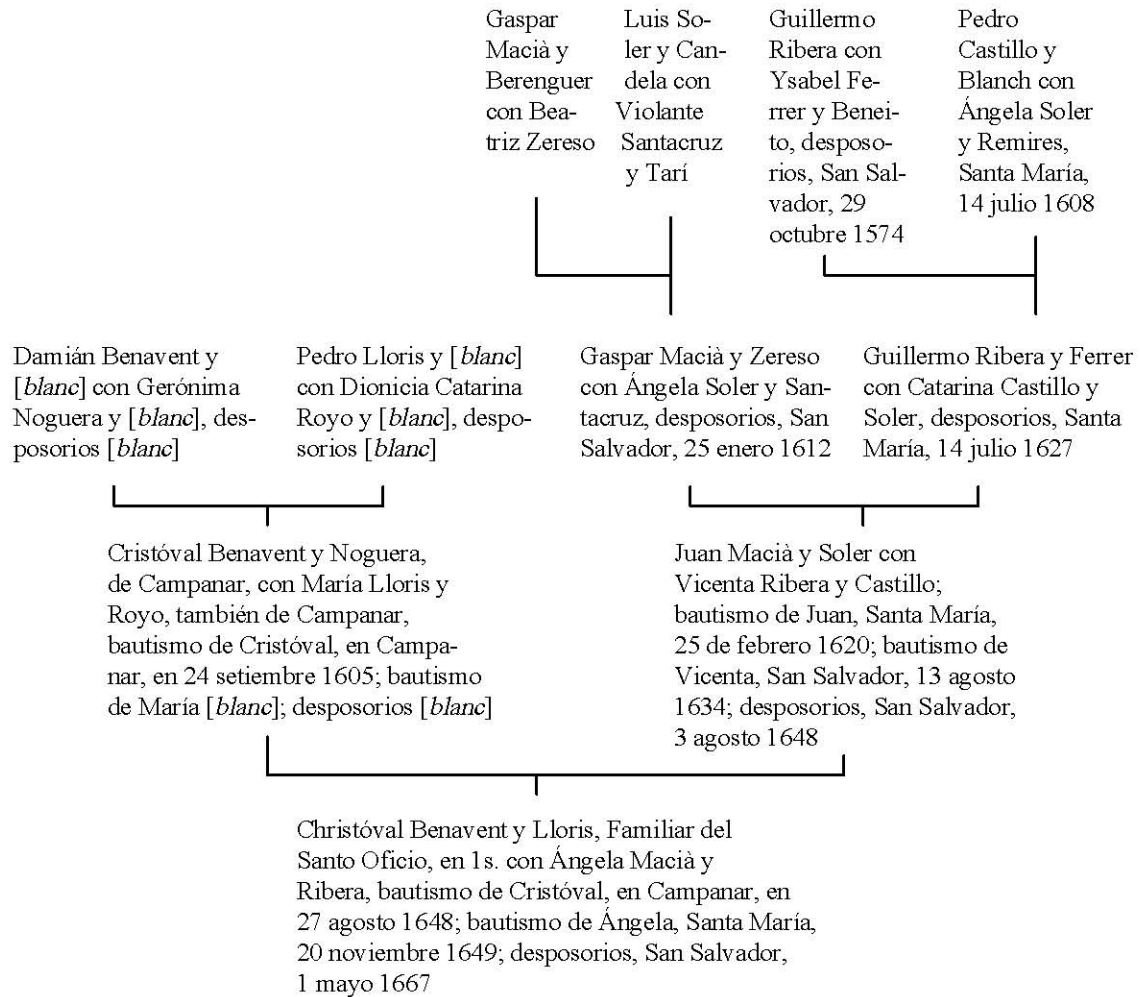 Gaspar
Macià y
Berenguer
con Bea-
triz Zereso
Luis So-
ler y Can-
dela con
Violante
Santacruz
y Tarí
Guillermo
Ribera con
Ysabel Fe-
rrer y Benei-
to, desposo-
rios, San Sal-
vador, 29
octubre 1574
Pedro
Castillo y
Blanch con
Ángela Soler
y Remires,
Santa María,
14 julio 1608
Damián Benavent y
[blanc] con Gerónima
Noguera y [blanc], des-
posorios [blanc]
Pedro Lloris y [blanc]
con Dionicia Catarina
Royo y [blanc], despo-
sorios [blanc]
Gaspar Macià y Zereso
con Ángela Soler y San-
tacruz, desposorios, San
Salvador, 25 enero 1612
Guillermo Ribera y Ferrer
con Catarina Castillo y
Soler, desposorios, Santa
María, 14 julio 1627
Cristóval Benavent y Noguera,
de Campanar, con María Lloris y
Royo, también de Campanar,
bautismo de Cristóval, en Campa-
nar, en 24 setiembre 1605; bautismo
de María [blanc]; desposorios [blanc]
Juan Macià y Soler con
Vicenta Ribera y Castillo;
bautismo de Juan, Santa María,
25 de febrero 1620; bautismo de
Vicenta, San Salvador, 13 agosto
1634; desposorios, San Salvador,
3 agosto 1648
Christóval Benavent y Lloris, Familiar del
Santo Oficio, en 1s. con Ángela Macià y
Ribera, bautismo de Cristóval, en Campanar, en
27 agosto 1648; bautismo de Ángela, Santa María,
20 noviembre 1649; desposorios, San Salvador,
1 mayo 1667